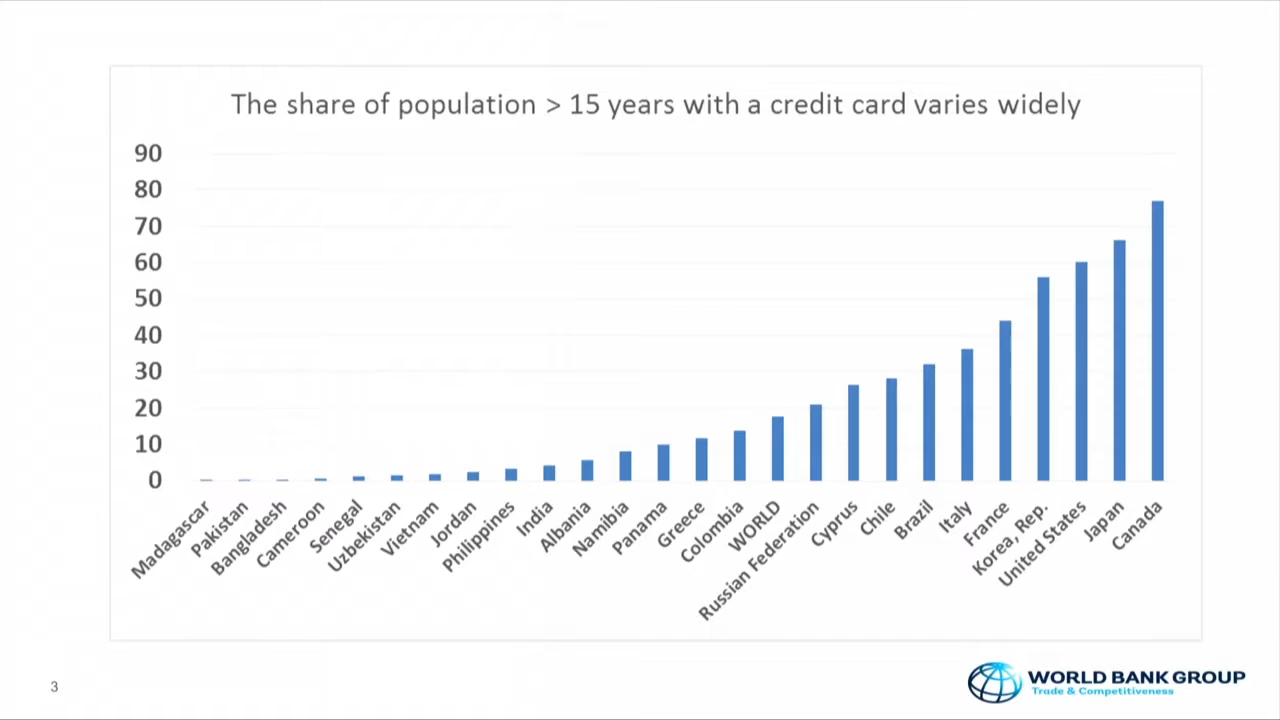 The share of population > 15 years with a credit card varies widely
90
80
70
60
50
40
30
20
10
0
Madagascar
Pakistan
Bangladesh
Cameroon
Senegal
Uzbekistan
Vietnam
Jordan
Philippines
India
Albania
Namibia
Panama
Greece
Colombia
WORLD
Russian Federation
Cyprus
Chile
Brazil
Italy
France
Korea, Rep.
United States
Japan
Canada
3
WORLD BANK GROUP
Trade & Competitiveness